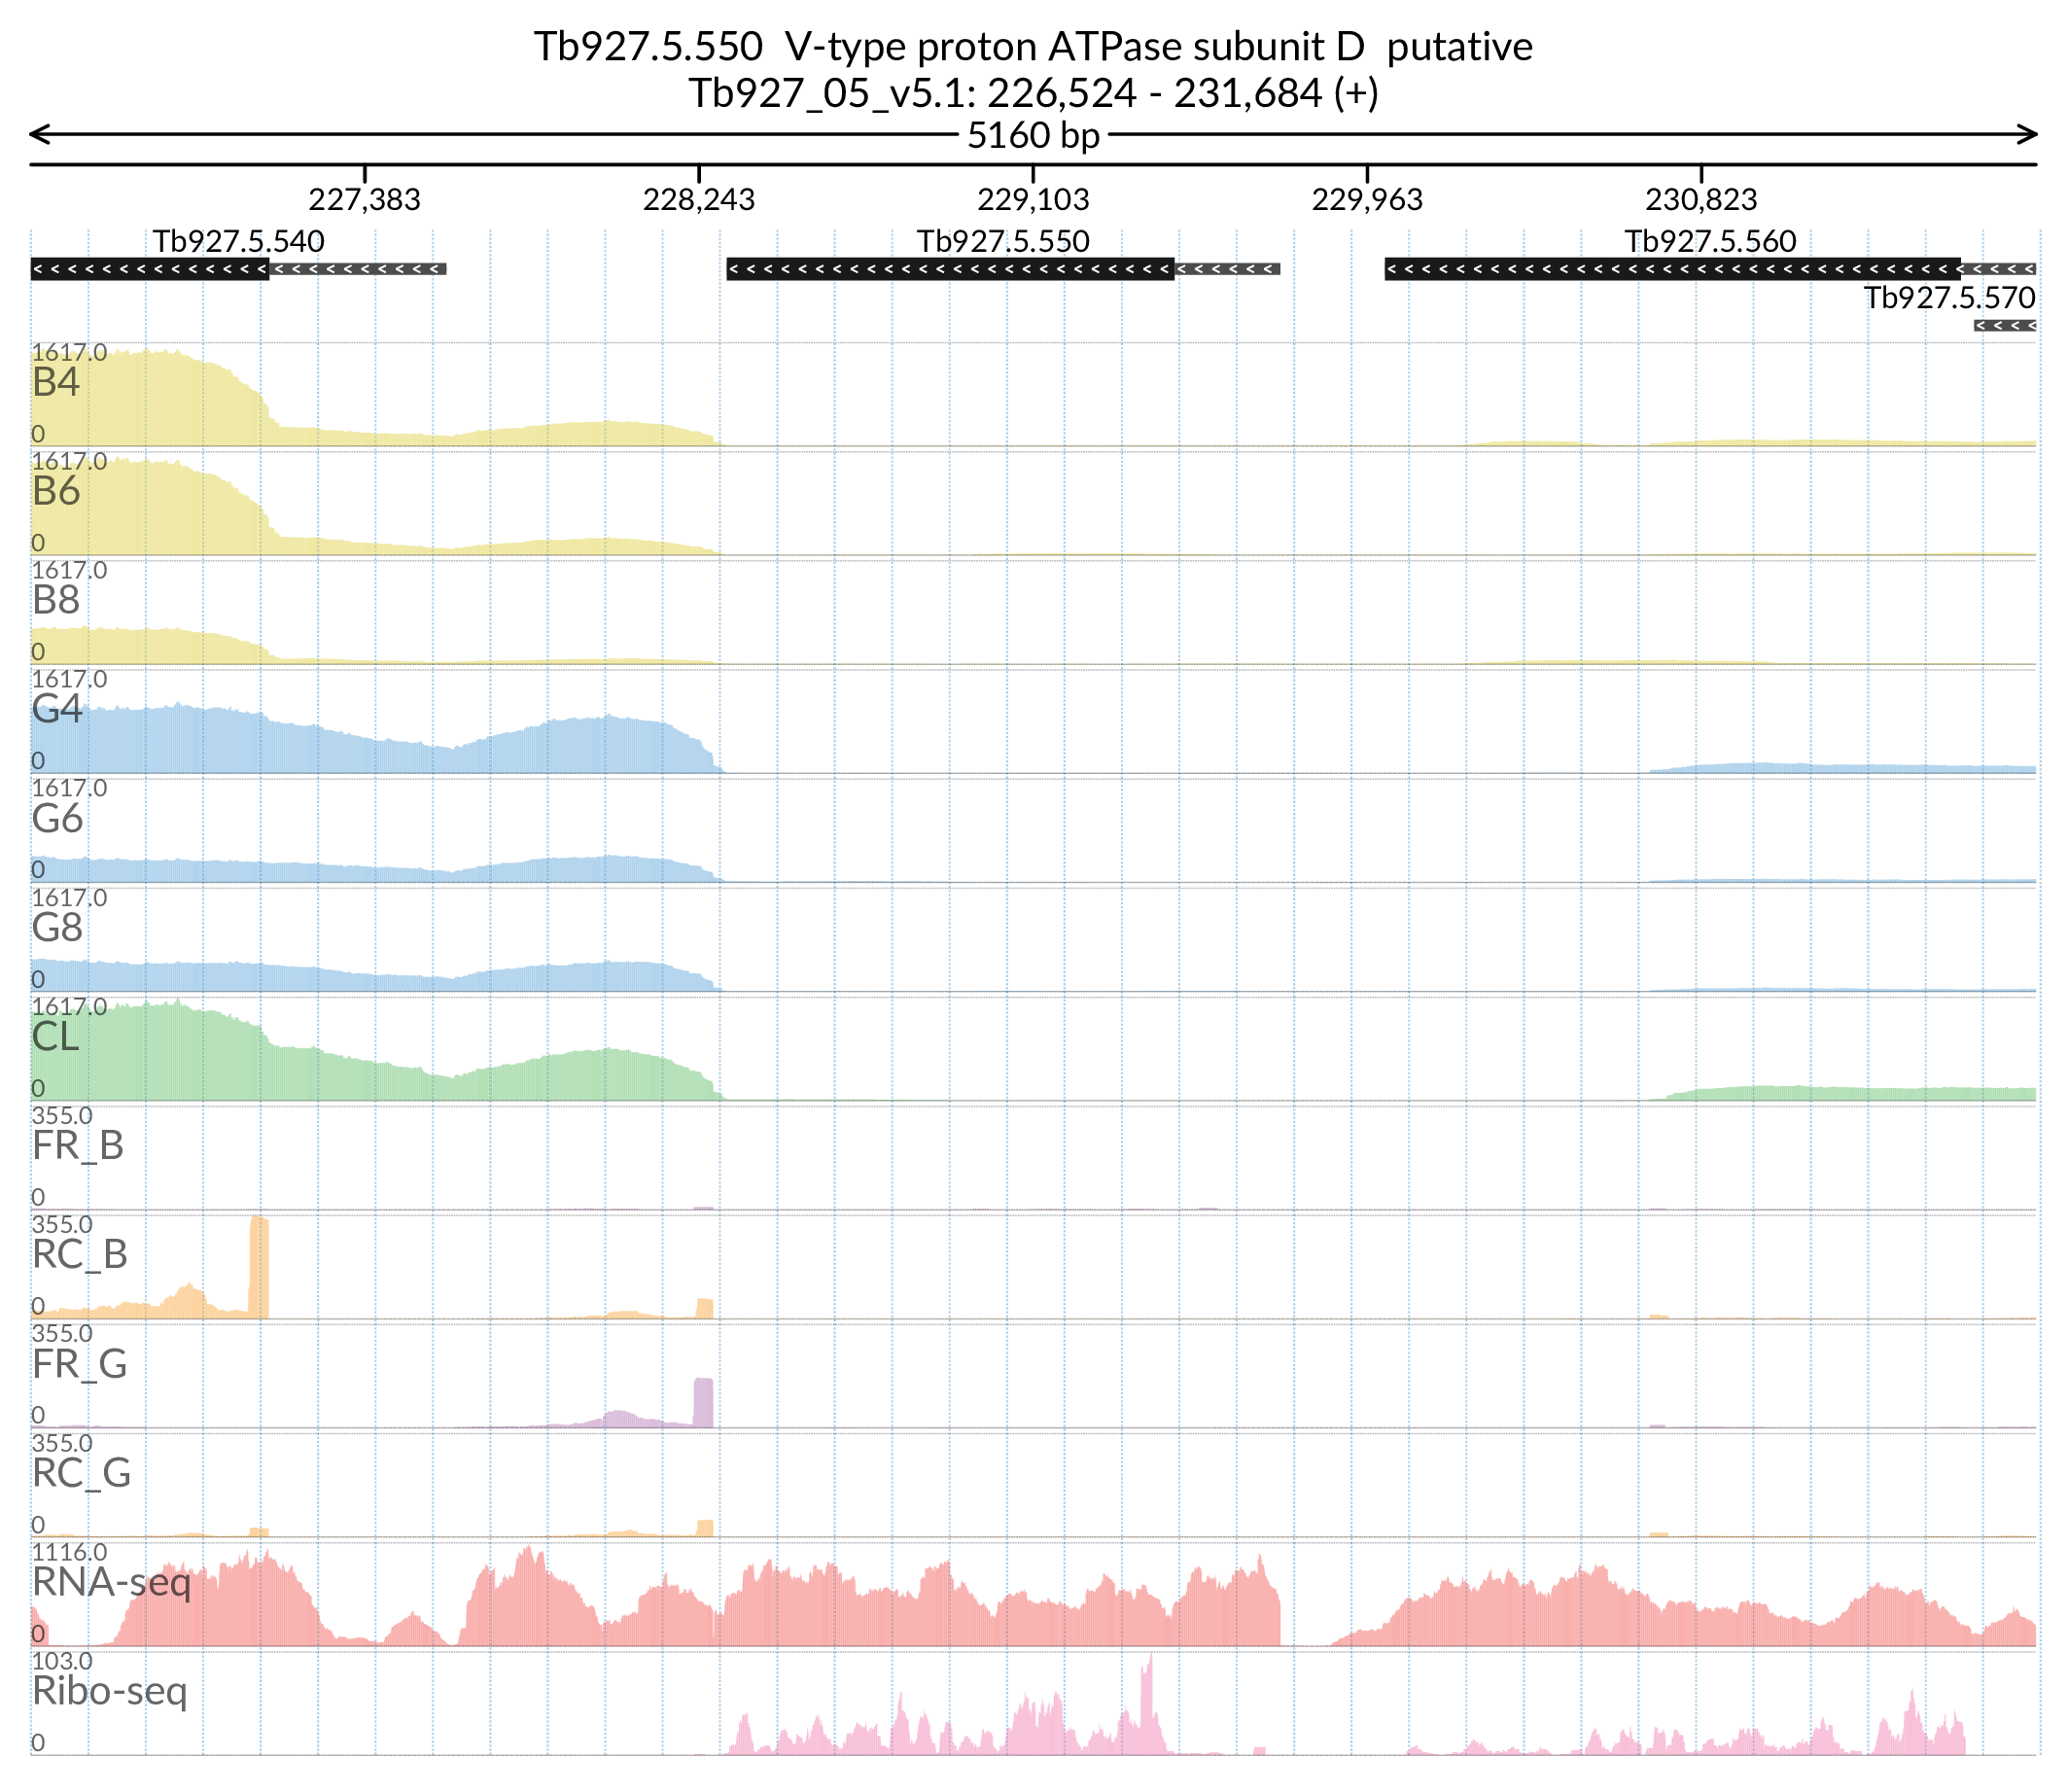 Tb927.5.550  V-type proton ATPase subunit D  putative
Tb927_05_v5.1: 226,524 - 231,684 (+)
5160 bp
227,383 228,243 229,103 229,963 230,823
Tb927.5.540 Tb927.5.550 Tb927.5.560
Tb927.5.570
1617.0
B4
0
1617.0
B6
0
1617.0
B8
0
1617.0
G4
0
1617.0
G6
0
1617.0
G8
0
1617.0
CL
0
355.0
FR_B
0
355.0
RC_B
0
355.0
FR_G
0
355.0
RC_G
0
1116.0
RNA-seq
0
103.0
Ribo-seq
0